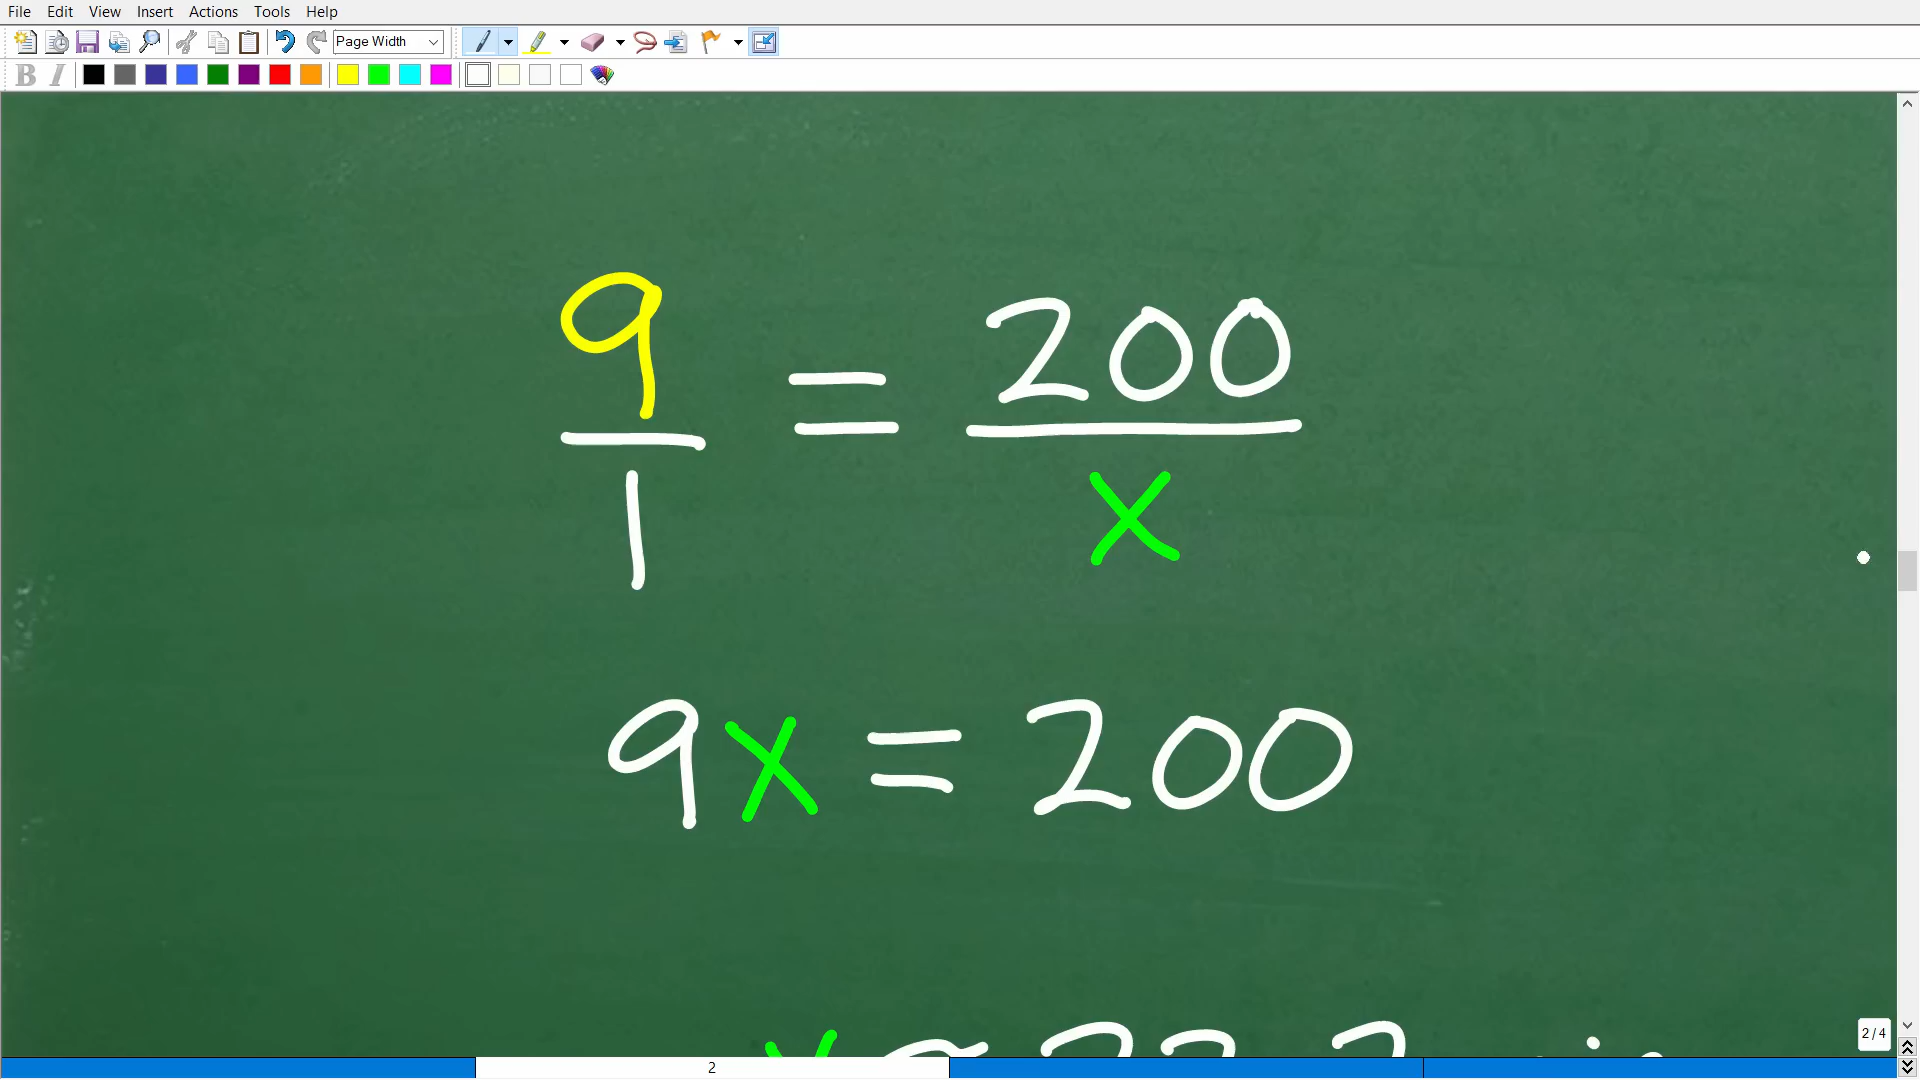 File Edit View Insert Actions Tools Help
Page Width
B I
9/1 = 200/x
9x = 200
2/4
2